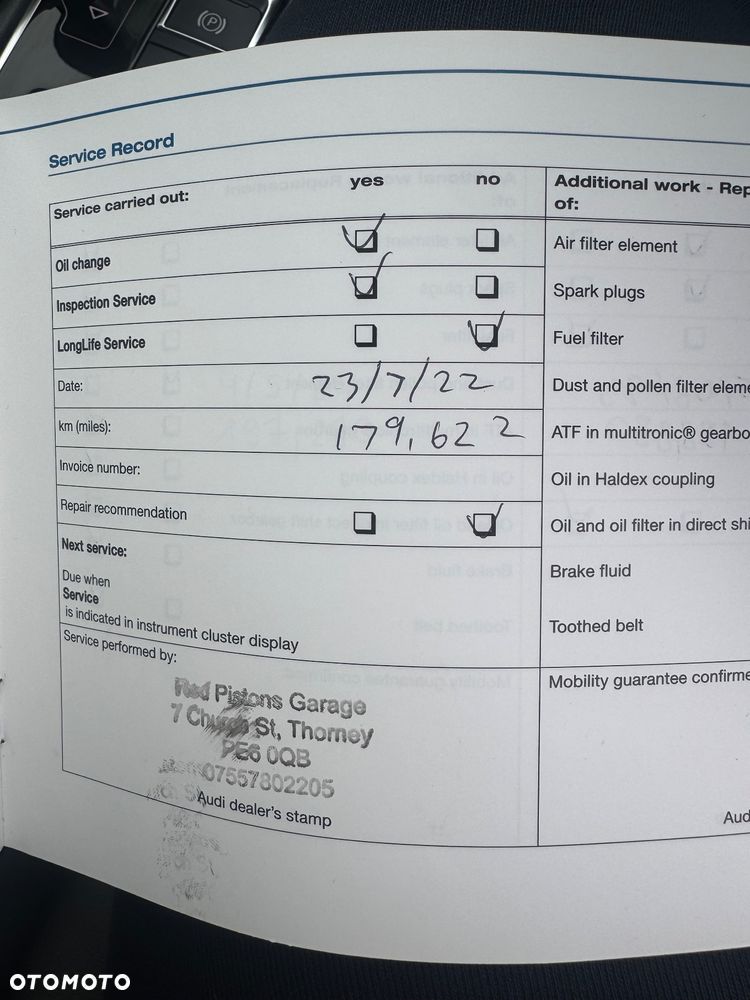 Service Record
Service carried out: yes no
Oil change
Inspection Service
LongLife Service
Date: 23/7/22
km (miles): 179,622
Invoice number:
Repair recommendation
Next service:
Due when
Service
is indicated in instrument cluster display
Service performed by:
Red Pistons Garage
7 Church St, Thorney
PE6 0QB
07557802205
Audi dealer's stamp
Additional work - Rep
of:
Air filter element
Spark plugs
Fuel filter
Dust and pollen filter eleme
ATF in multitronic® gearbo
Oil in Haldex coupling
Oil and oil filter in direct shi
Brake fluid
Toothed belt
Mobility guarantee confirme
Aud
OTOMOTO